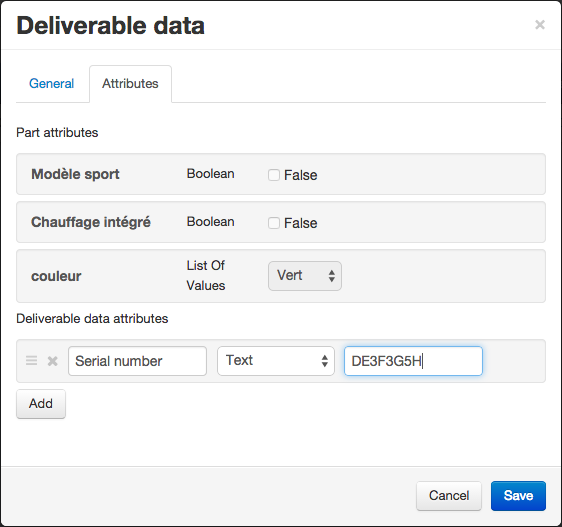 Deliverable data ×
General Attributes
Part attributes
Modèle sport Boolean False
Chauffage intégré Boolean False
couleur List Of Values Vert
Deliverable data attributes
Serial number Text DE3F3G5H
Add
Cancel Save